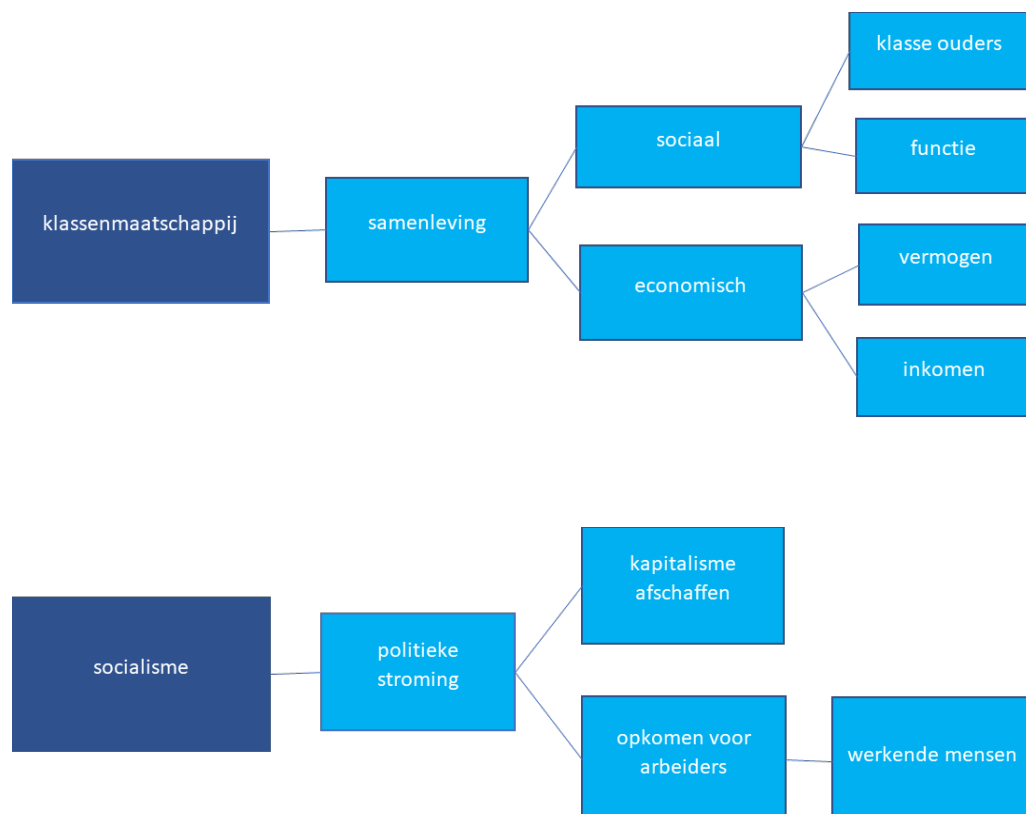 klassenmaatschappij
samenleving
sociaal
klasse ouders
functie
economisch
vermogen
inkomen
socialisme
politieke
stroming
kapitalisme
afschaffen
opkomen voor
arbeiders
werkende mensen